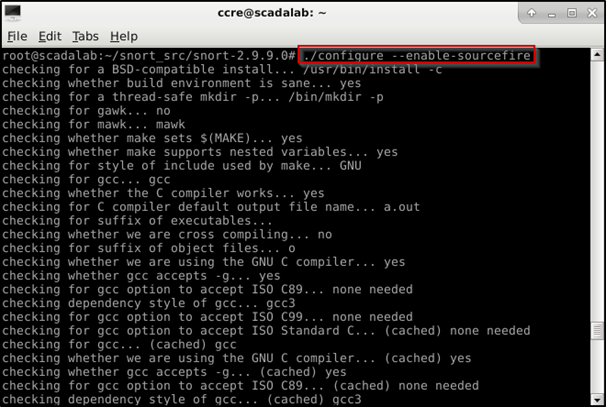 ccre@scadalab: ~
File Edit Tabs Help
root@scadalab:~/snort_src/snort-2.9.9.0# ./configure --enable-sourcefire
checking for a BSD-compatible install... /usr/bin/install -c
checking whether build environment is sane... yes
checking for a thread-safe mkdir -p... /bin/mkdir -p
checking for gawk... no
checking for mawk... mawk
checking whether make sets $(MAKE)... yes
checking whether make supports nested variables... yes
checking for style of include used by make... GNU
checking for gcc... gcc
checking whether the C compiler works... yes
checking for C compiler default output file name... a.out
checking for suffix of executables...
checking whether we are cross compiling... no
checking for suffix of object files... o
checking whether we are using the GNU C compiler... yes
checking whether gcc accepts -g... yes
checking for gcc option to accept ISO C89... none needed
checking dependency style of gcc... gcc3
checking for gcc option to accept ISO C99... none needed
checking for gcc option to accept ISO Standard C... (cached) none needed
checking for gcc... (cached) gcc
checking whether we are using the GNU C compiler... (cached) yes
checking whether gcc accepts -g... (cached) yes
checking for gcc option to accept ISO C89... (cached) none needed
checking dependency style of gcc... (cached) gcc3